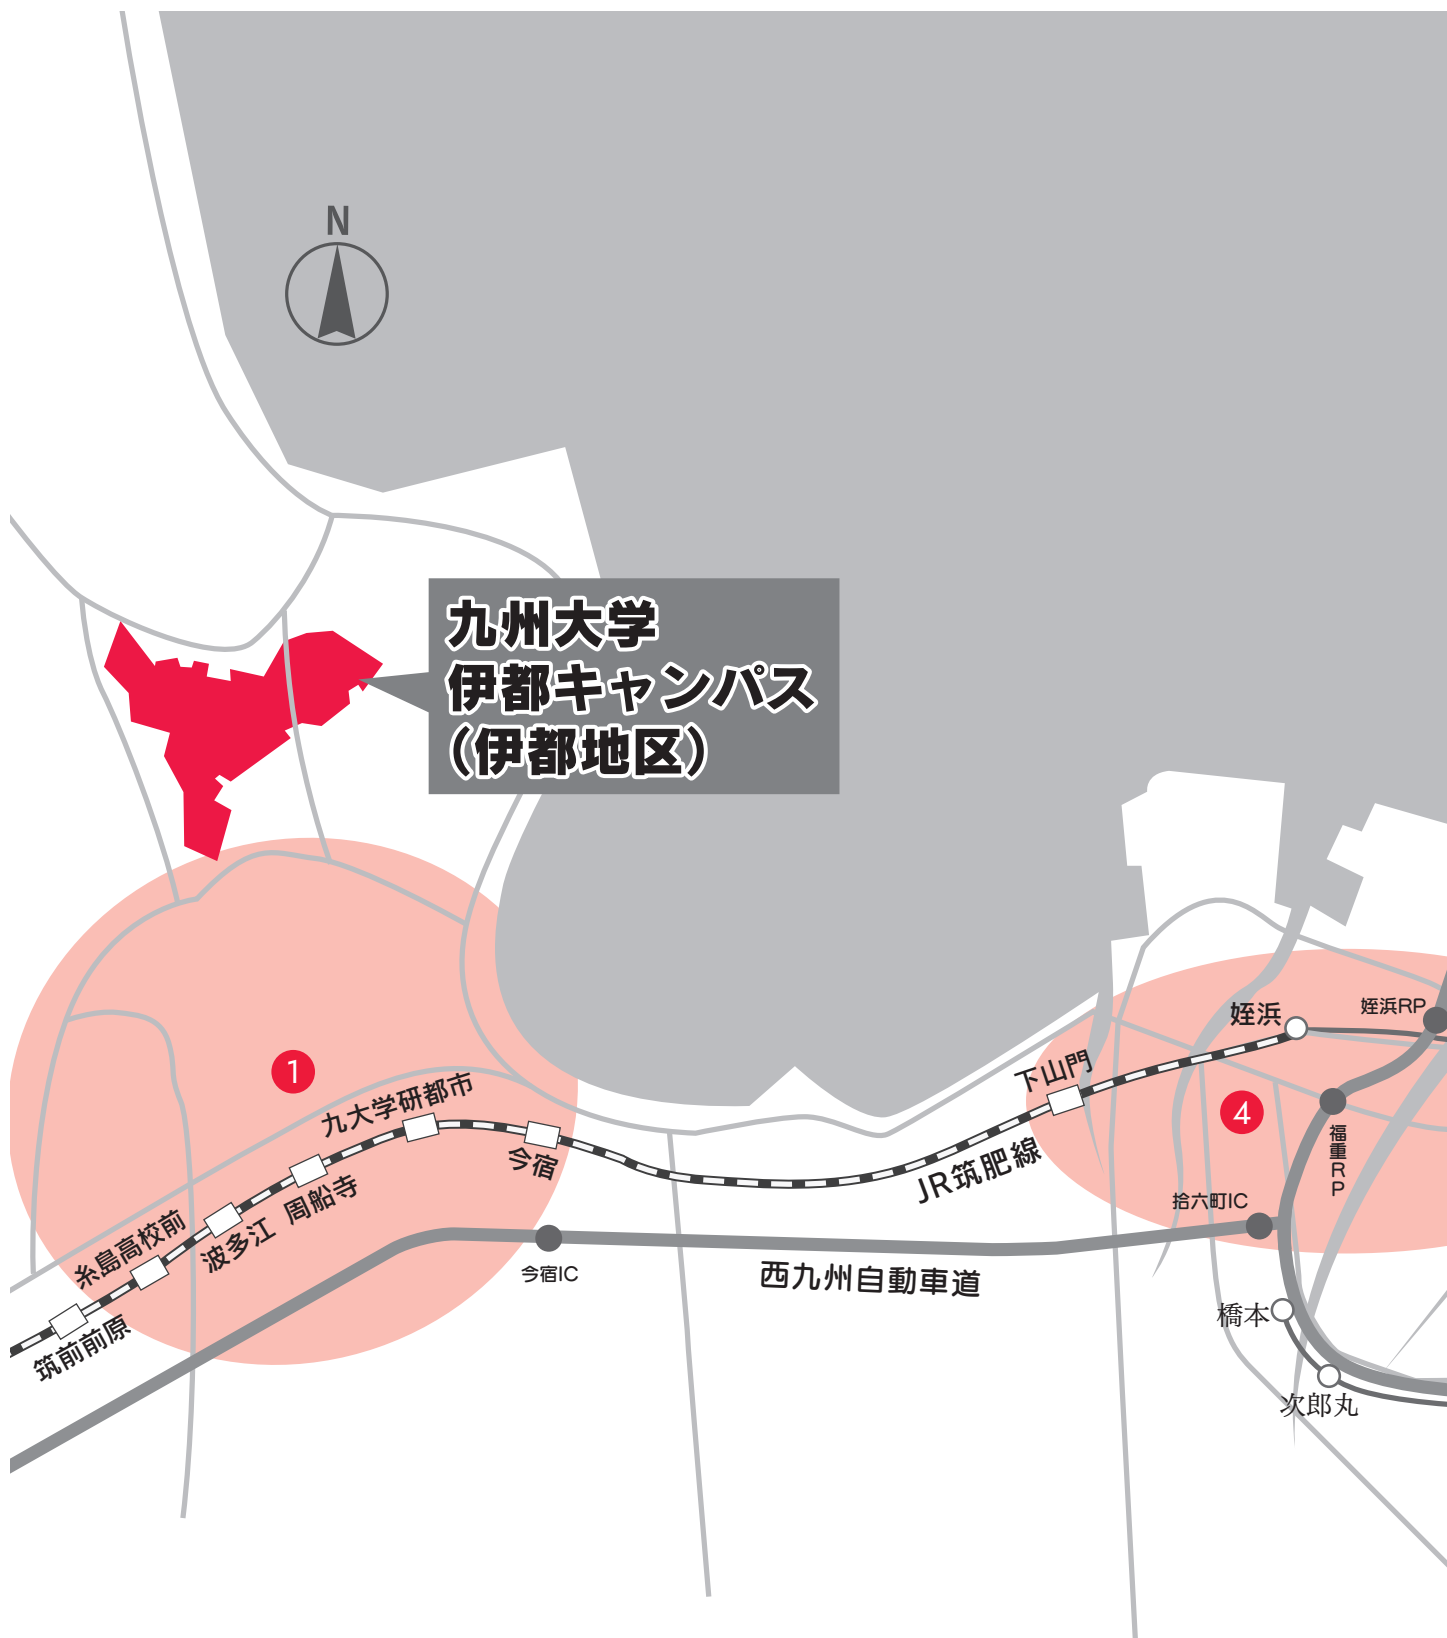 N
九州大学
伊都キャンパス
（伊都地区）
姪浜
姪浜RP
1
下山門
九大学研都市
4
福重RP
今宿
JR筑肥線
周船寺
拾六町IC
糸島高校前
波多江
今宿IC
西九州自動車道
橋本
筑前前原
次郎丸